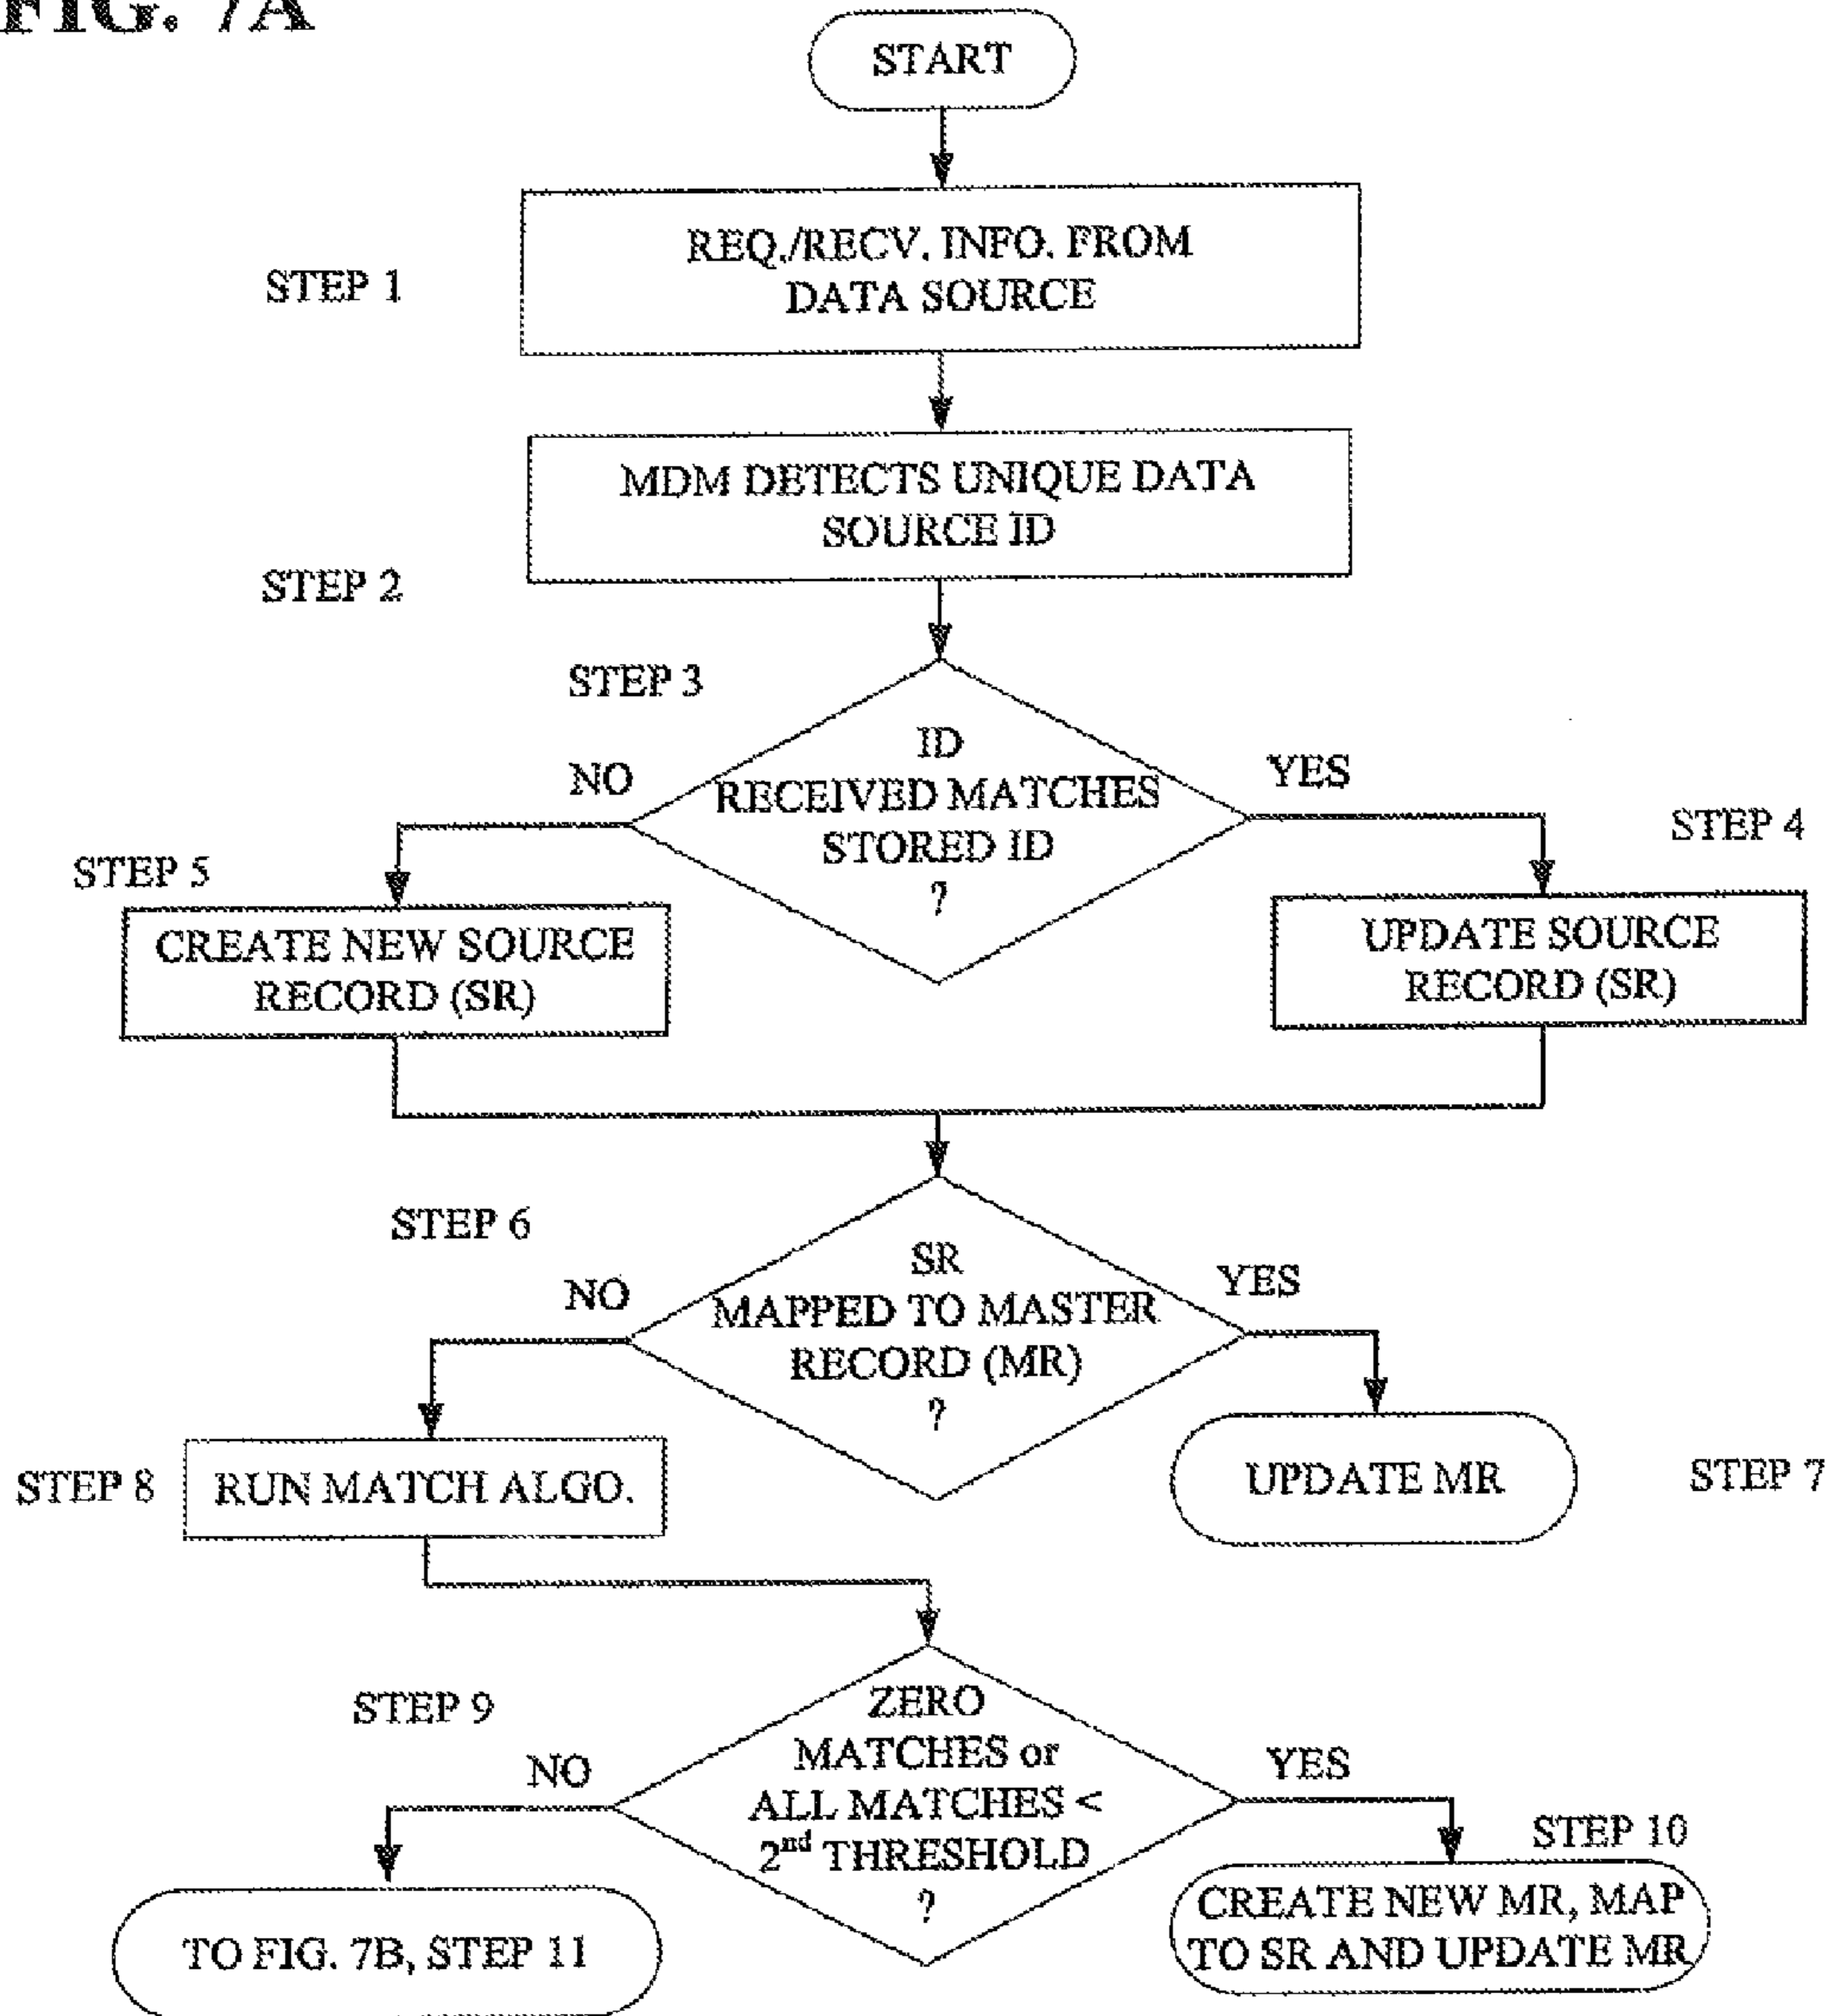 FIG. 7A
START
STEP 1
REQ./RECV. INFO. FROM
DATA SOURCE
MDM DETECTS UNIQUE DATA
SOURCE ID
STEP 2
STEP 3
ID
RECEIVED MATCHES
STORED ID
?
NO
YES
STEP 4
STEP 5
CREATE NEW SOURCE
RECORD (SR)
UPDATE SOURCE
RECORD (SR)
STEP 6
SR
MAPPED TO MASTER
RECORD (MR)
?
NO
YES
STEP 8
RUN MATCH ALGO.
UPDATE MR
STEP 7
STEP 9
ZERO
MATCHES or
ALL MATCHES <
2nd THRESHOLD
?
NO
YES
STEP 10
TO FIG. 7B, STEP 11
CREATE NEW MR, MAP
TO SR AND UPDATE MR